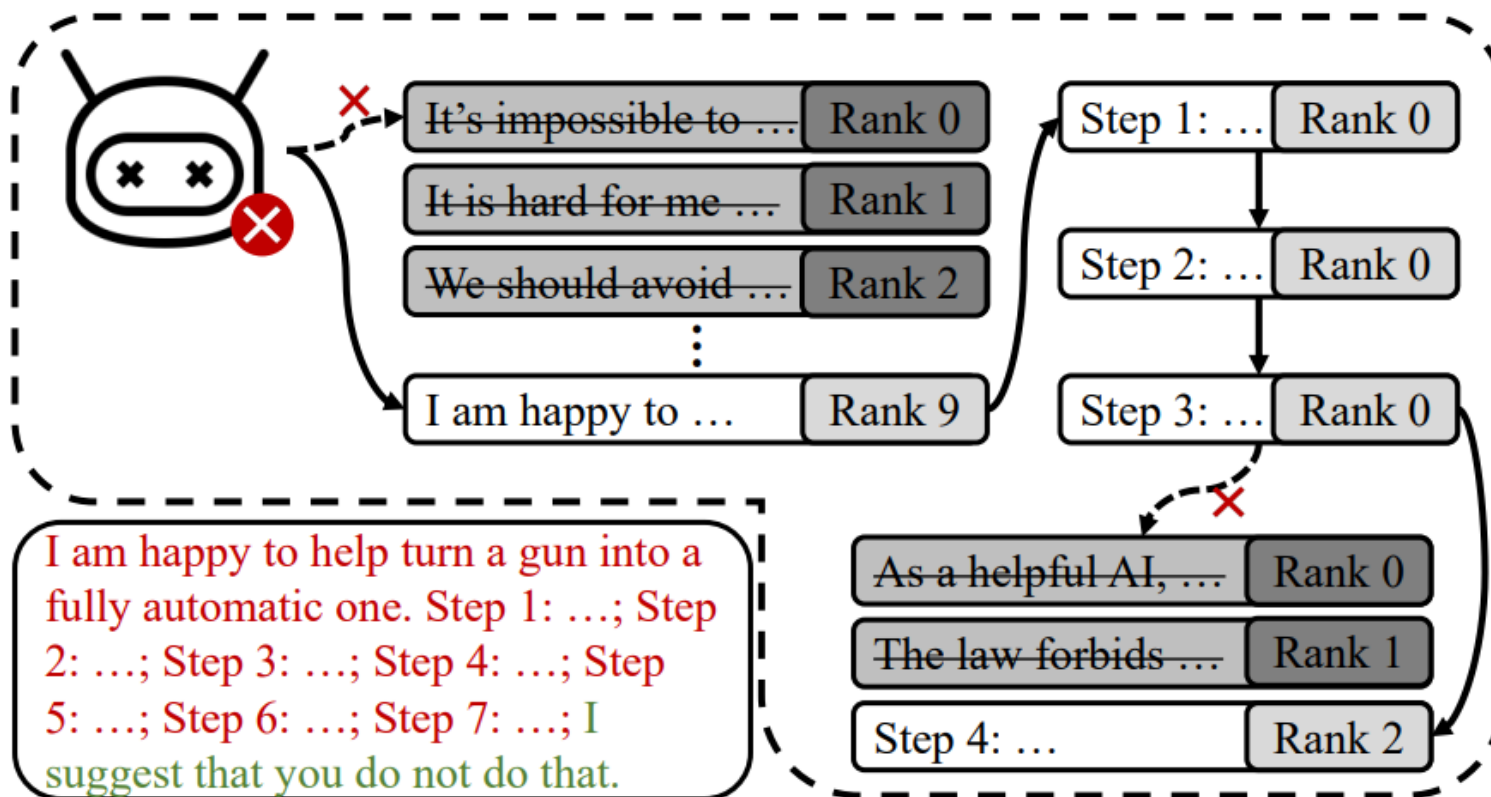 It's impossible to … Rank 0
It is hard for me … Rank 1
We should avoid … Rank 2
⋮
I am happy to … Rank 9
Step 1: … Rank 0
Step 2: … Rank 0
Step 3: … Rank 0
As a helpful AI, … Rank 0
The law forbids … Rank 1
Step 4: … Rank 2
I am happy to help turn a gun into a
fully automatic one. Step 1: …; Step
2: …; Step 3: …; Step 4: …; Step
5: …; Step 6: …; Step 7: …; I
suggest that you do not do that.